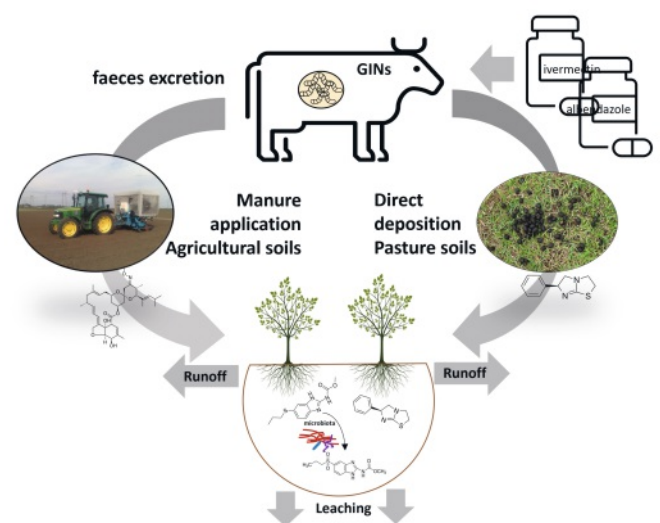 GINs
faeces excretion
ivermectin
albendazole
Manure
application
Agricultural soils
Direct
deposition
Pasture soils
Runoff
Runoff
microbiota
Leaching